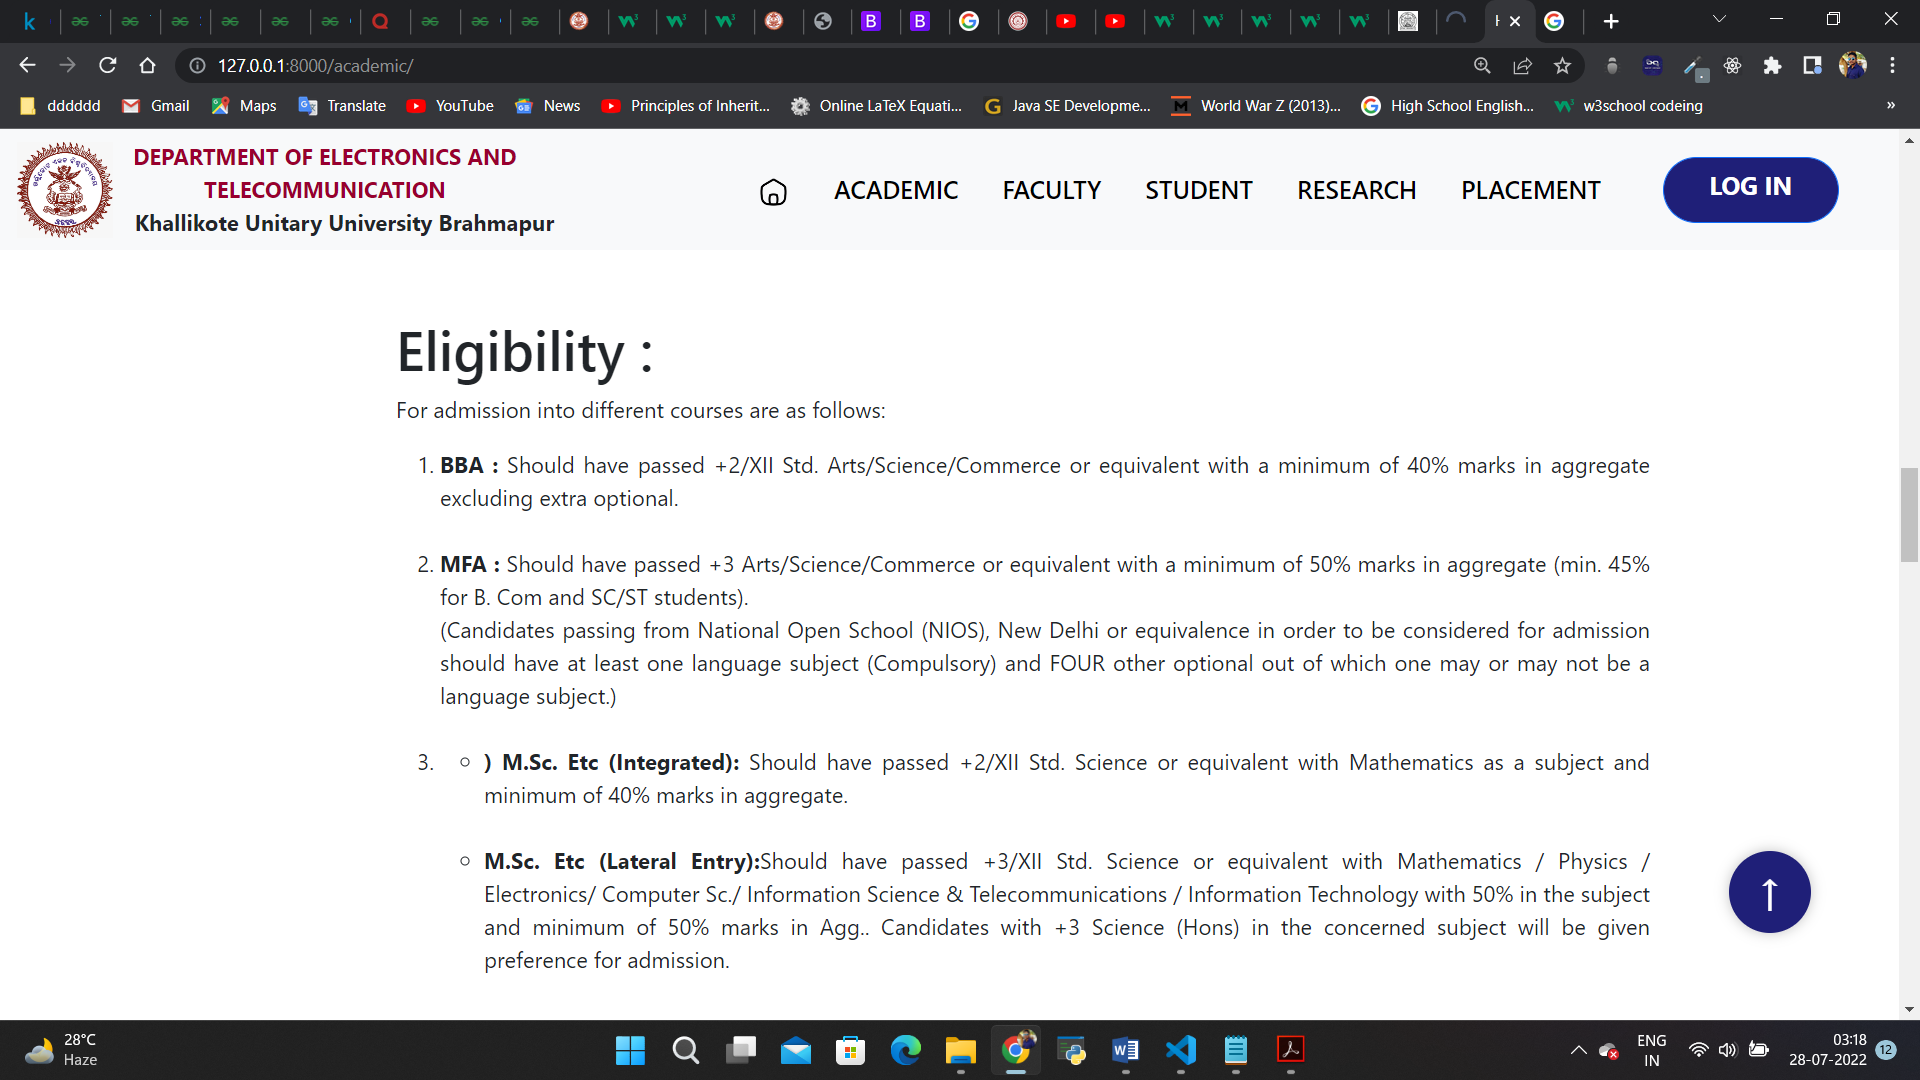 127.0.0.1:8000/academic/
dddddd Gmail Maps Translate YouTube News Principles of Inherit... Online LaTeX Equati... Java SE Developme... World War Z (2013)... High School English... w3school codeing »
DEPARTMENT OF ELECTRONICS AND
TELECOMMUNICATION
Khallikote Unitary University Brahmapur
ACADEMIC FACULTY STUDENT RESEARCH PLACEMENT LOG IN
Eligibility :
For admission into different courses are as follows:
1. BBA : Should have passed +2/XII Std. Arts/Science/Commerce or equivalent with a minimum of 40% marks in aggregate
excluding extra optional.
2. MFA : Should have passed +3 Arts/Science/Commerce or equivalent with a minimum of 50% marks in aggregate (min. 45%
for B. Com and SC/ST students).
(Candidates passing from National Open School (NIOS), New Delhi or equivalence in order to be considered for admission
should have at least one language subject (Compulsory) and FOUR other optional out of which one may or may not be a
language subject.)
3. ○ ) M.Sc. Etc (Integrated): Should have passed +2/XII Std. Science or equivalent with Mathematics as a subject and
minimum of 40% marks in aggregate.
○ M.Sc. Etc (Lateral Entry):Should have passed +3/XII Std. Science or equivalent with Mathematics / Physics /
Electronics/ Computer Sc./ Information Science & Telecommunications / Information Technology with 50% in the subject
and minimum of 50% marks in Agg.. Candidates with +3 Science (Hons) in the concerned subject will be given
preference for admission.
28°C
Haze
ENG
IN
03:18
28-07-2022
12